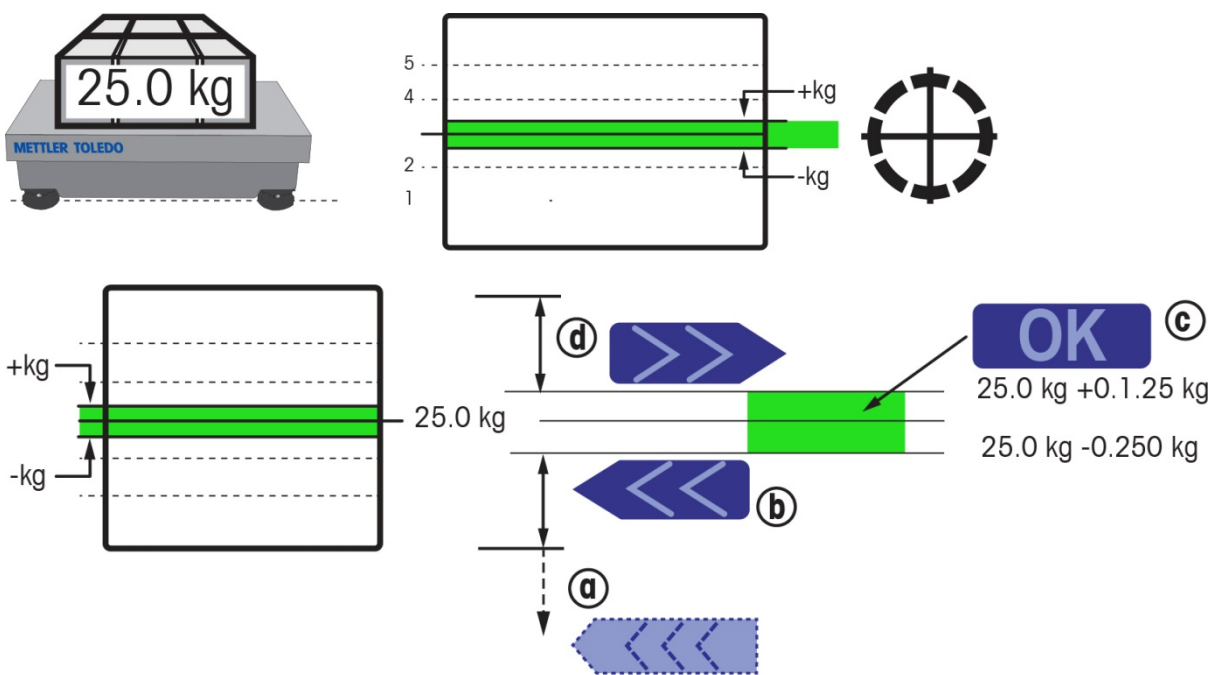 25.0 kg
METTLER TOLEDO
5
4
2
1
+kg
-kg
+kg
-kg
25.0 kg
d
OK
c
25.0 kg +0.1.25 kg
25.0 kg -0.250 kg
b
a